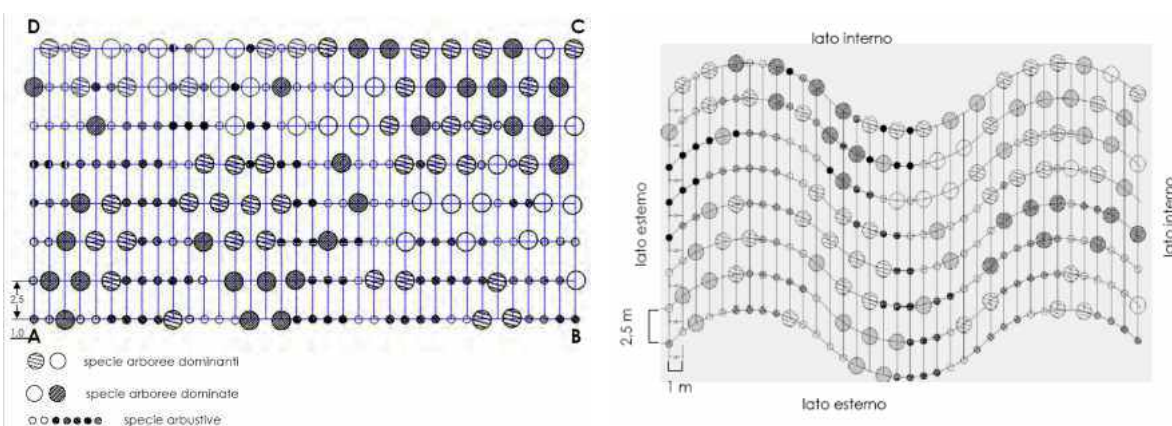 D
C
2.5
1.0
A
B
specie arboree dominanti
specie arboree dominate
specie arbustive
lato interno
lato esterno
lato interno
2.5 m
1 m
lato esterno